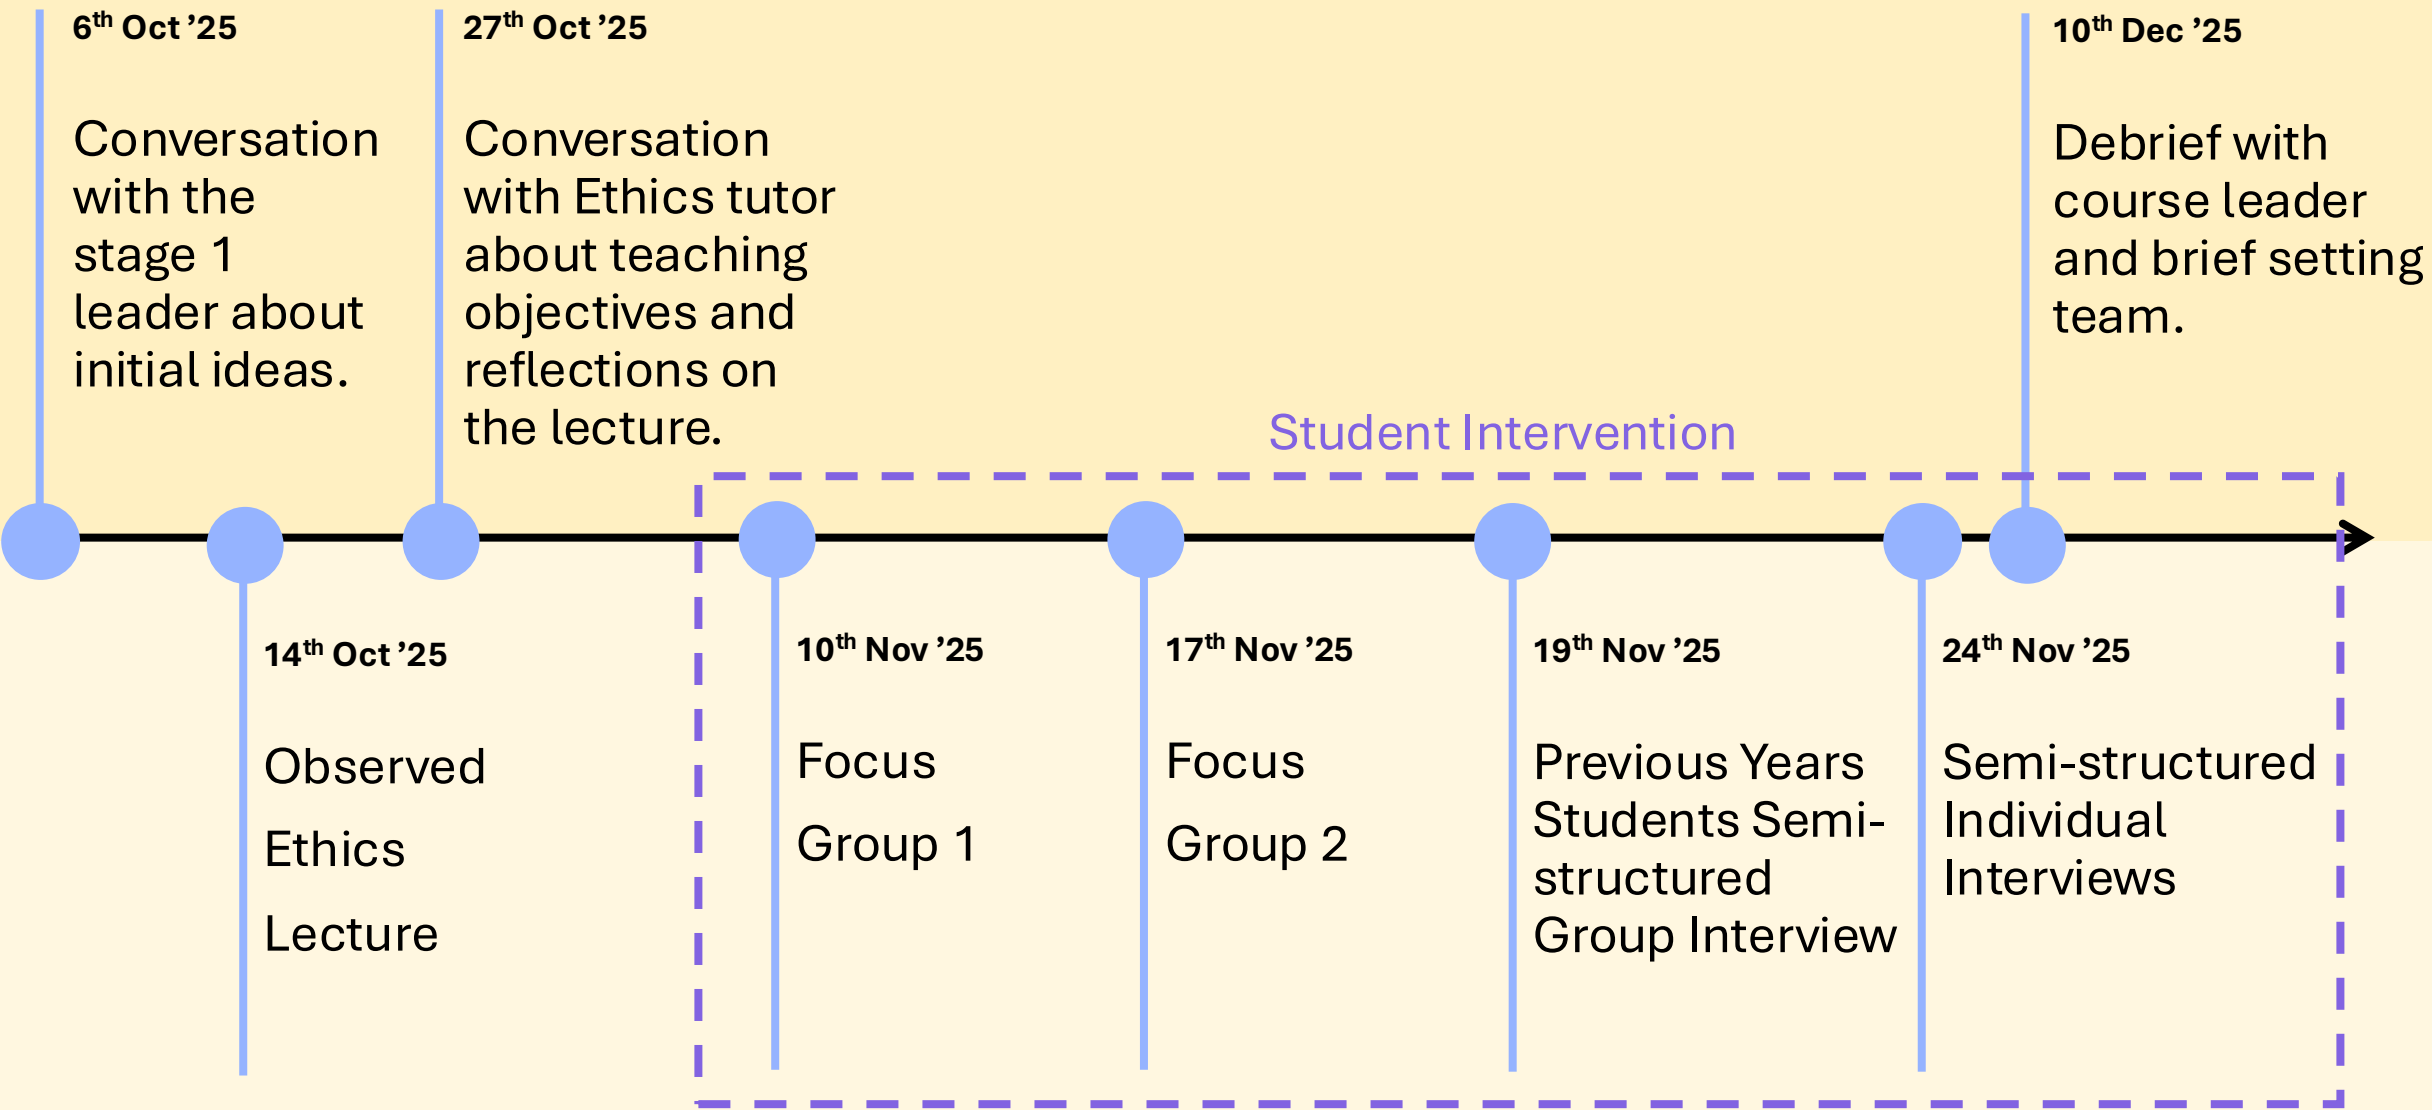 6th Oct ’25
Conversation
with the
stage 1
leader about
initial ideas.
27th Oct ’25
Conversation
with Ethics tutor
about teaching
objectives and
reflections on
the lecture.
10th Dec ’25
Debrief with
course leader
and brief setting
team.
Student Intervention
14th Oct ’25
Observed
Ethics
Lecture
10th Nov ’25
Focus
Group 1
17th Nov ’25
Focus
Group 2
19th Nov ’25
Previous Years
Students Semi-
structured
Group Interview
24th Nov ’25
Semi-structured
Individual
Interviews